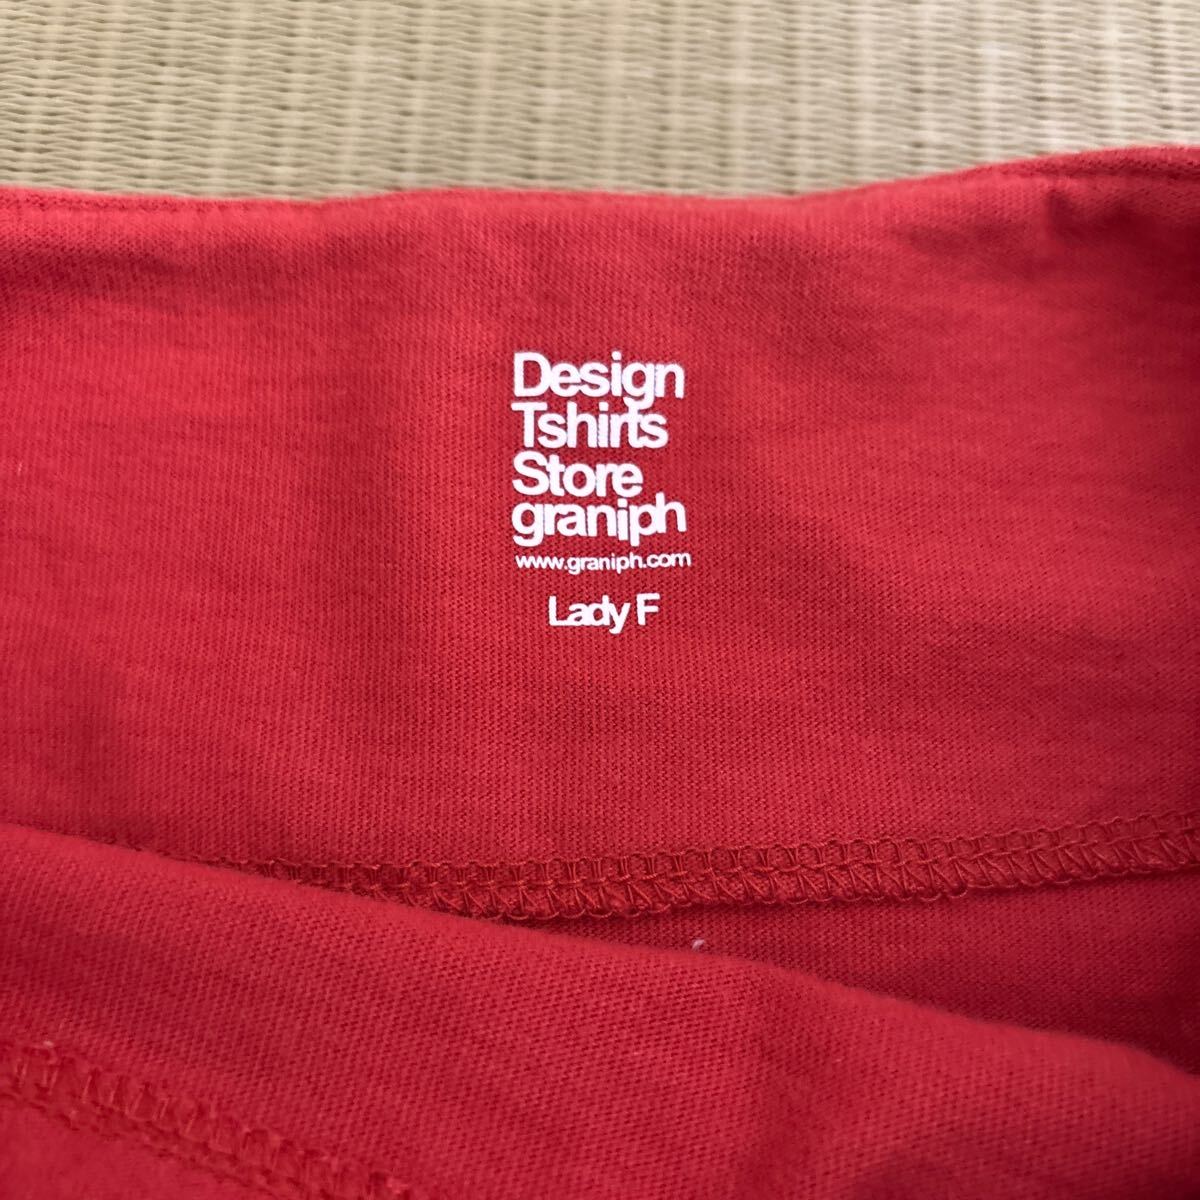 Design
Tshirts
Store
graniph
www.graniph.com
Lady F